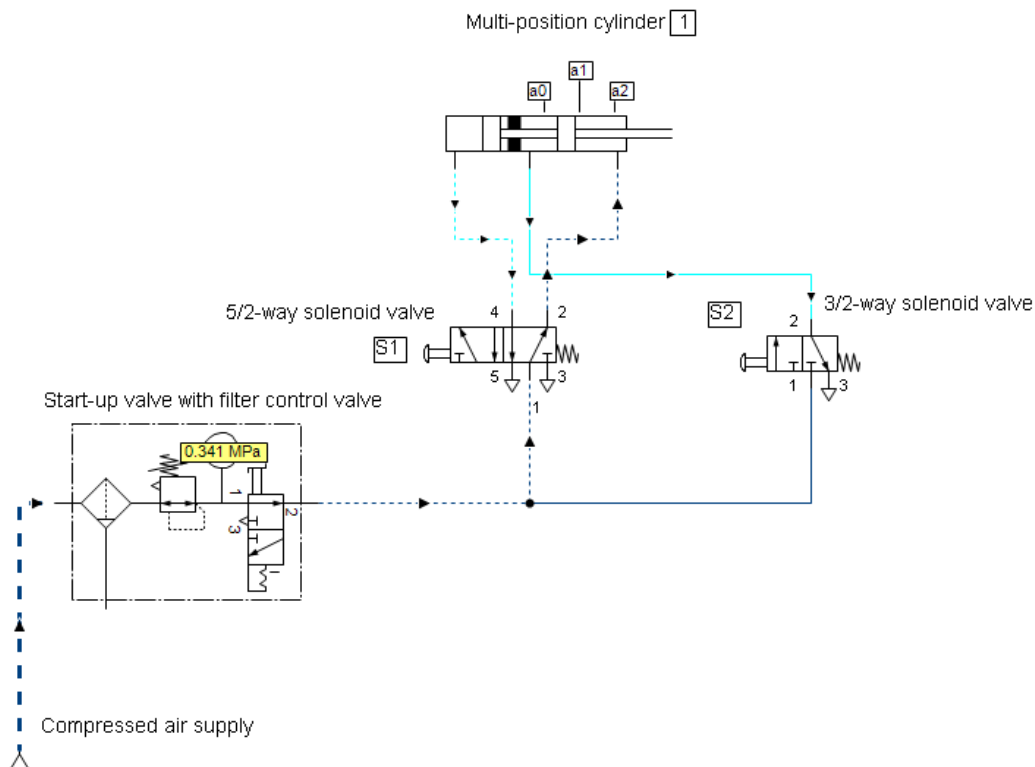 Multi-position cylinder 1
a1
a0
a2
5/2-way solenoid valve
4
2
S1
5
3
1
S2
3/2-way solenoid valve
2
1
3
Start-up valve with filter control valve
0.341 MPa
1
2
3
Compressed air supply